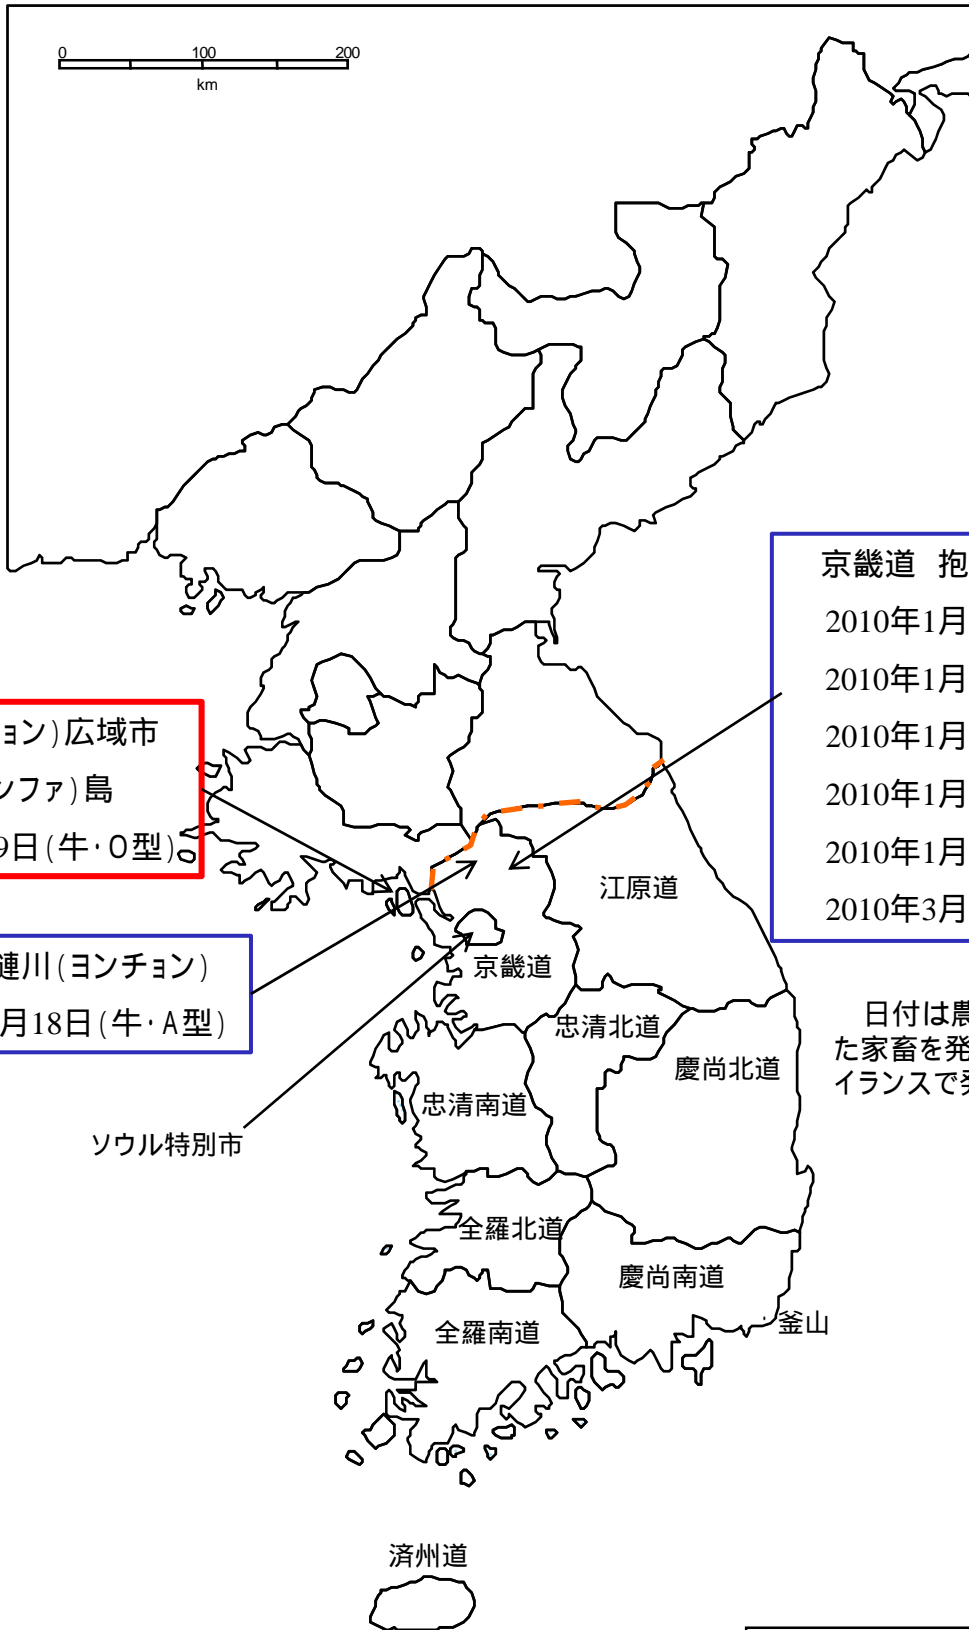 0 100 200
km
京畿道 抱
2010年1月
2010年1月
2010年1月
2010年1月
2010年1月
2010年3月
ョン)広域市
ンファ)島
9日(牛・O型)
漣川(ヨンチョン)
月18日(牛・A型)
江原道
京畿道
忠清北道
慶尚北道
日付は農
た家畜を発
イランスで発
忠清南道
ソウル特別市
全羅北道
慶尚南道
釜山
全羅南道
済州道